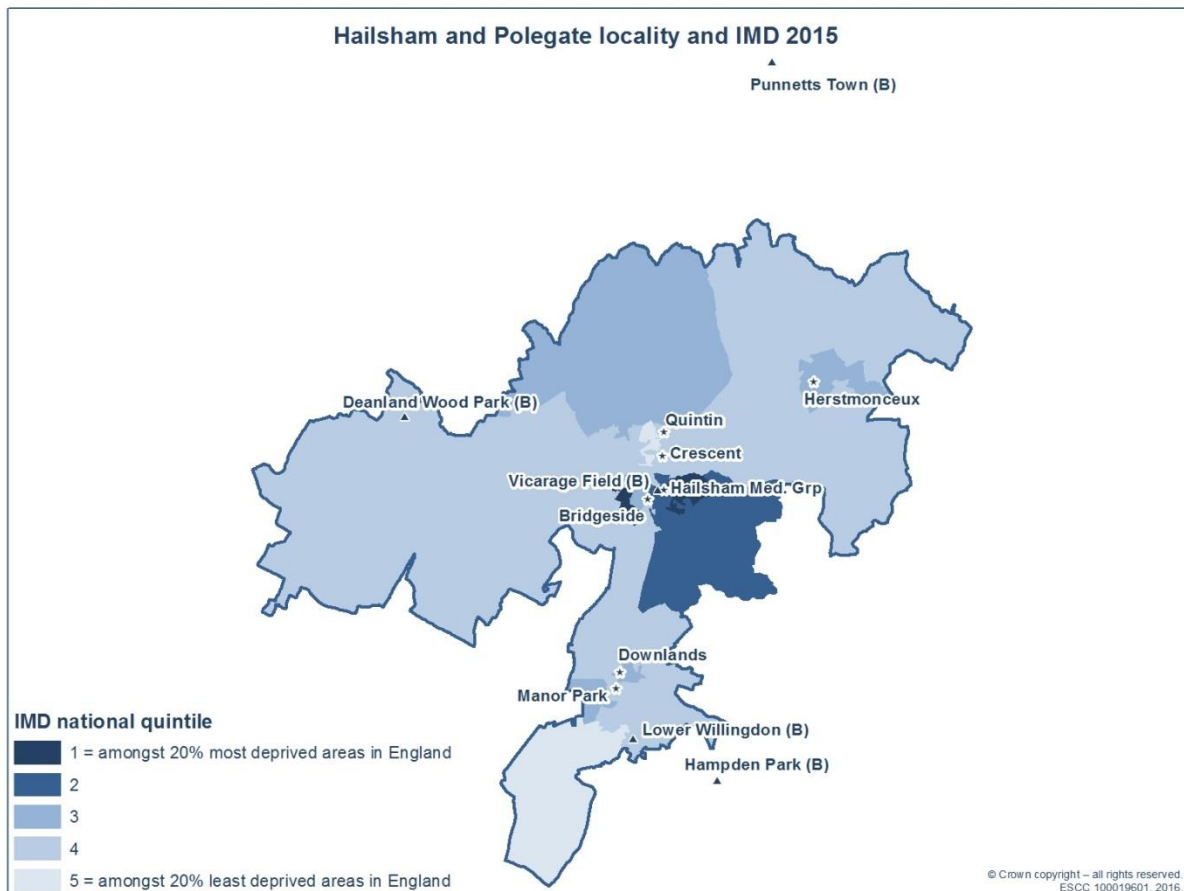 Hailsham and Polegate locality and IMD 2015
Punnetts Town (B)
Deanland Wood Park (B)
Herstmonceux
Quintin
Crescent
Vicarage Field (B)
Hailsham Med. Grp
Bridgeside
Downlands
Manor Park
Lower Willingdon (B)
Hampden Park (B)
IMD national quintile
1 = amongst 20% most deprived areas in England
2
3
4
5 = amongst 20% least deprived areas in England
© Crown copyright – all rights reserved.
ESCC 100019601, 2016.